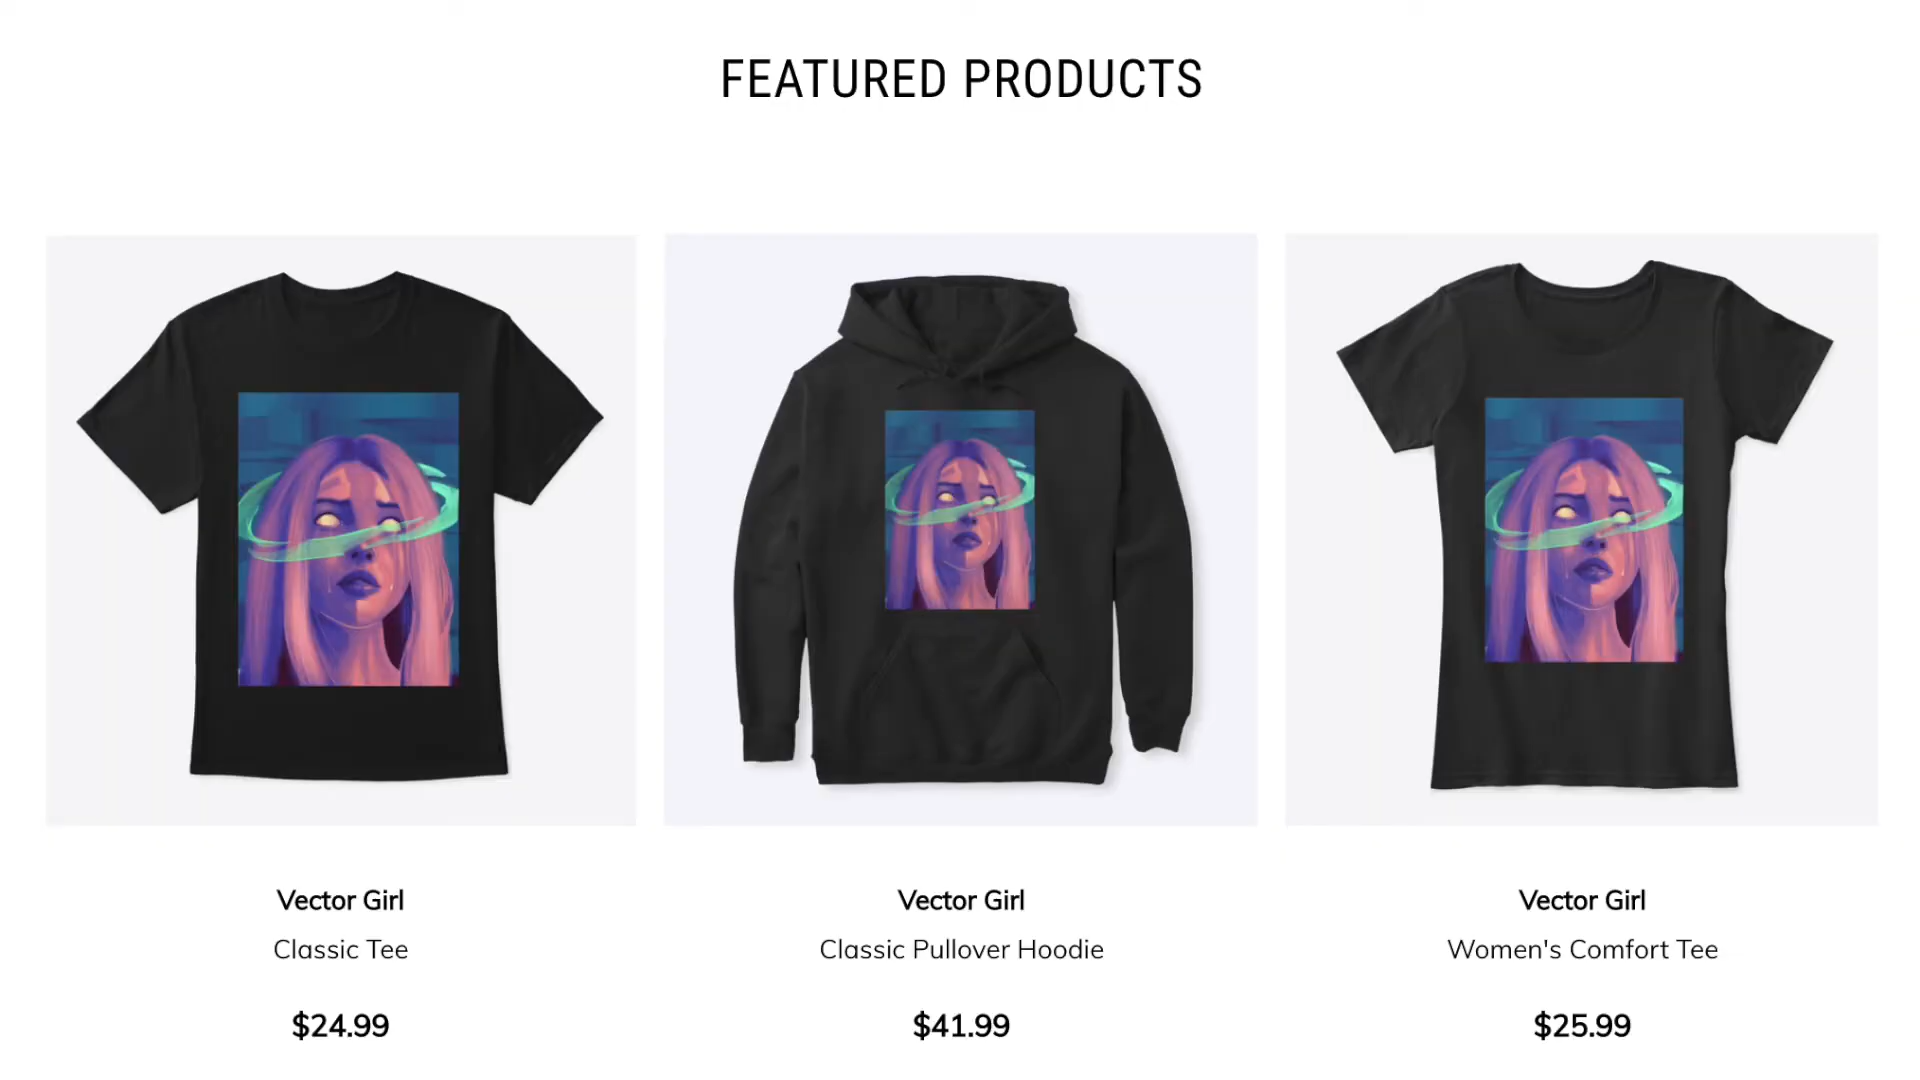 FEATURED PRODUCTS
Vector Girl
Classic Tee
$24.99
Vector Girl
Classic Pullover Hoodie
$41.99
Vector Girl
Women's Comfort Tee
$25.99